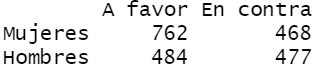 A favor En contra
Mujeres 762 468
Hombres 484 477